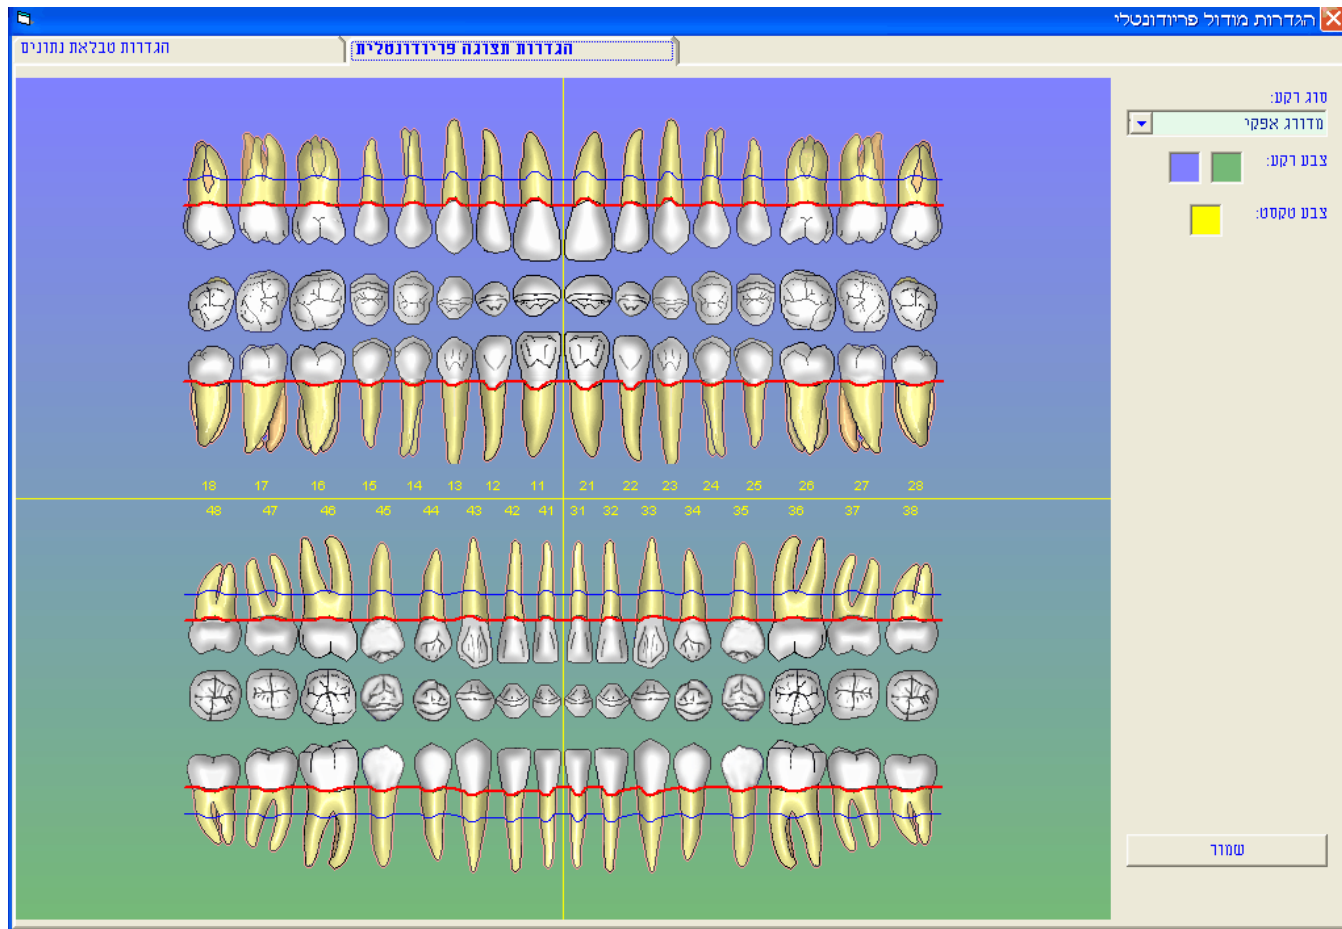 הגדרות מודול פריודונטלי
הגדרות תצוגה פריודונטלית
הגדרות טבלאת נתונים
סוג רקע:
מדורג אפקי
צבע רקע:
צבע טקסט:
18 17 16 15 14 13 12 11 21 22 23 24 25 26 27 28
48 47 46 45 44 43 42 41 31 32 33 34 35 36 37 38
שמור